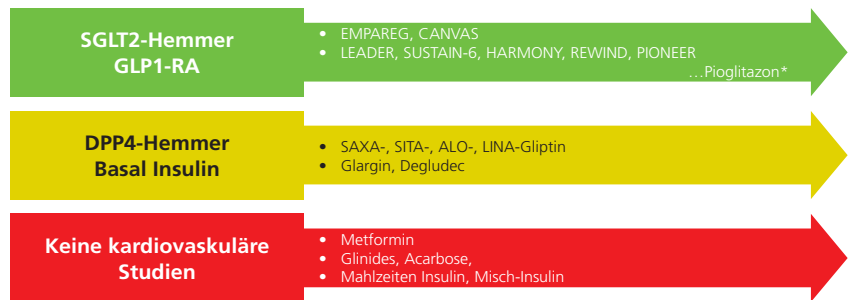 SGLT2-Hemmer
GLP1-RA
• EMPAREG, CANVAS
• LEADER, SUSTAIN-6, HARMONY, REWIND, PIONEER
…Pioglitazon*
DPP4-Hemmer
Basal Insulin
• SAXA-, SITA-, ALO-, LINA-Gliptin
• Glargin, Degludec
Keine kardiovaskuläre
Studien
• Metformin
• Glinides, Acarbose,
• Mahlzeiten Insulin, Misch-Insulin